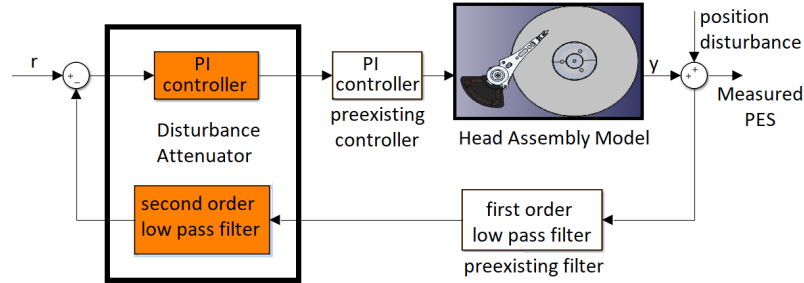 r
+
−
PI
controller
Disturbance
Attenuator
second order
low pass filter
PI
controller
preexisting
controller
Head Assembly Model
y
position
disturbance
+
+
Measured
PES
first order
low pass filter
preexisting filter